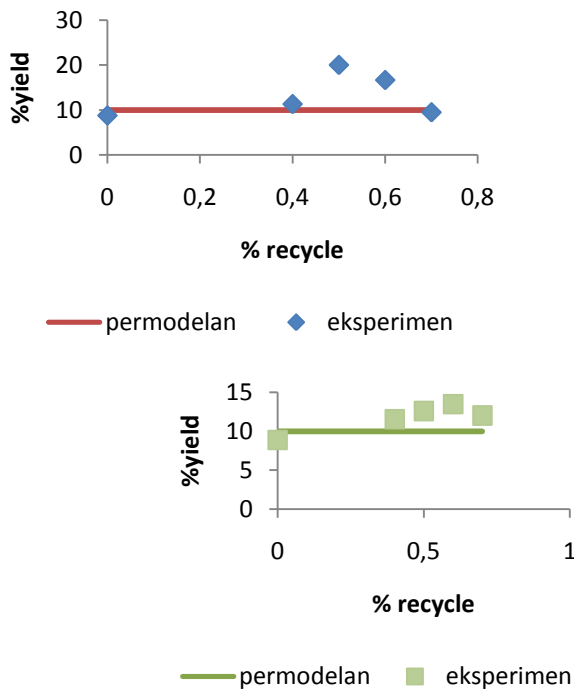 30
20
10
0
%yield
0 0,2 0,4 0,6 0,8
% recycle
permodelan eksperimen
15
10
5
0
%yield
0 0,5 1
% recycle
permodelan eksperimen